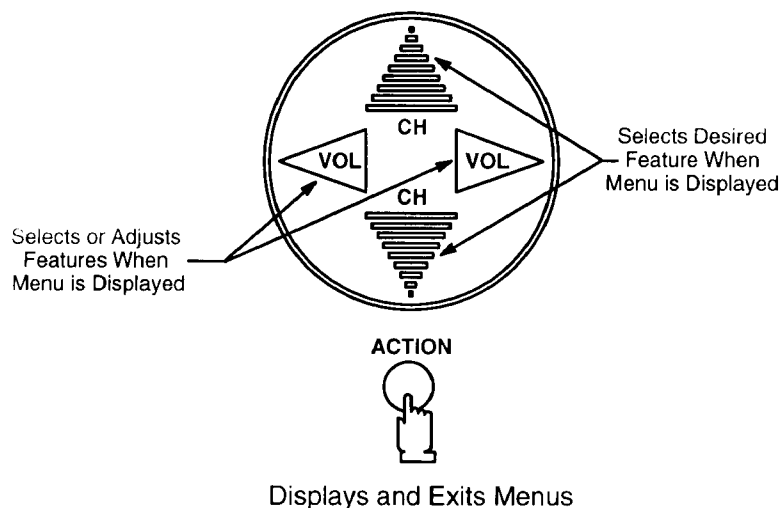 CH
VOL
VOL
CH
Selects Desired
Feature When
Menu is Displayed
Selects or Adjusts
Features When
Menu is Displayed
ACTION
Displays and Exits Menus